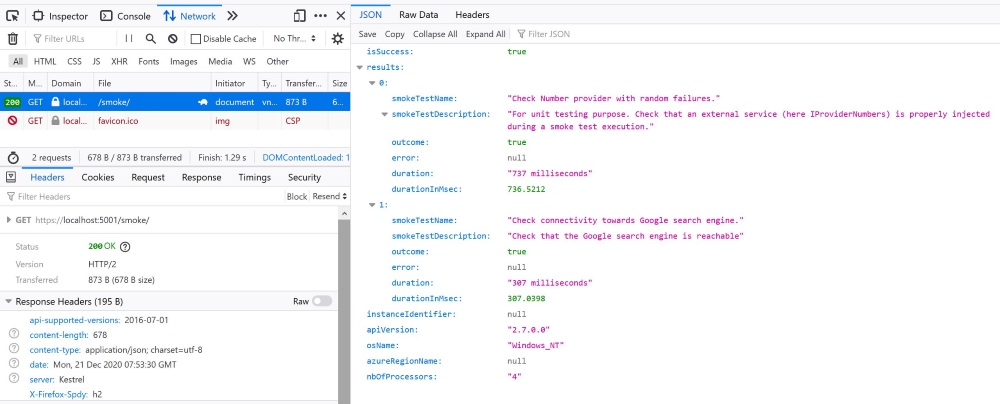 Inspector Console Network
Filter URLs Disable Cache No Thr...
All HTML CSS JS XHR Fonts Images Media WS Other
St... M... Domain File Initiator Ty... Transfer... Size
200 GET local... /smoke/ document vn... 873 B 6...
GET local... favicon.ico img CSP
2 requests 678 B / 873 B transferred Finish: 1.29 s DOMContentLoaded: 1
Headers Cookies Request Response Timings Security
Filter Headers Block Resend
GET https://localhost:5001/smoke/
Status 200 OK
Version HTTP/2
Transferred 873 B (678 B size)
Response Headers (195 B) Raw
api-supported-versions: 2016-07-01
content-length: 678
content-type: application/json; charset=utf-8
date: Mon, 21 Dec 2020 07:53:30 GMT
server: Kestrel
X-Firefox-Spdy: h2
JSON Raw Data Headers
Save Copy Collapse All Expand All Filter JSON
isSuccess: true
results:
0:
smokeTestName: "Check Number provider with random failures."
smokeTestDescription: "For unit testing purpose. Check that an external service (here IProviderNumbers) is properly injected
during a smoke test execution."
outcome: true
error: null
duration: "737 milliseconds"
durationInMsec: 736.5212
1:
smokeTestName: "Check connectivity towards Google search engine."
smokeTestDescription: "Check that the Google search engine is reachable"
outcome: true
error: null
duration: "307 milliseconds"
durationInMsec: 307.0398
instanceIdentifier: null
apiVersion: "2.7.0.0"
osName: "Windows_NT"
azureRegionName: null
nbOfProcessors: "4"